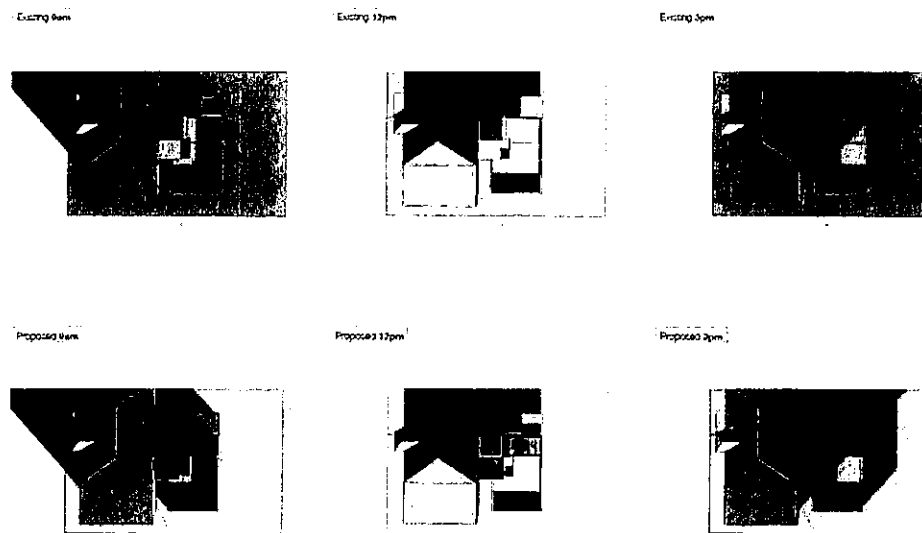 Existing 9am
Existing 12pm
Existing 3pm
Proposed 9am
Proposed 12pm
Proposed 3pm